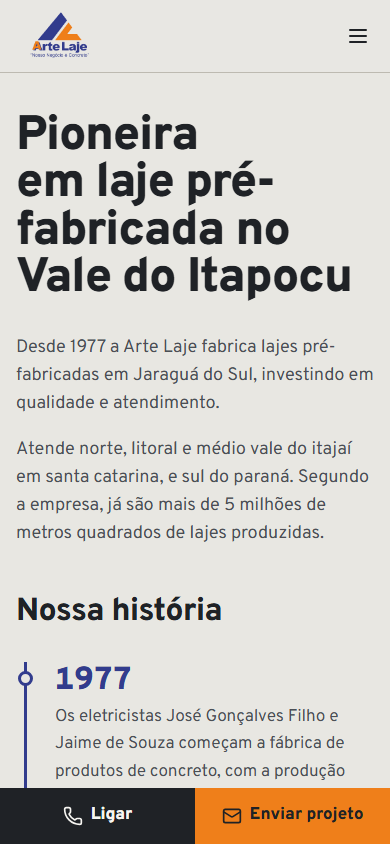 Arte Laje
"Nosso Negócio é Concreto"
Pioneira
em laje pré-
fabricada no
Vale do Itapocu
Desde 1977 a Arte Laje fabrica lajes pré-
fabricadas em Jaraguá do Sul, investindo em
qualidade e atendimento.
Atende norte, litoral e médio vale do itajaí
em santa catarina, e sul do paraná. Segundo
a empresa, já são mais de 5 milhões de
metros quadrados de lajes produzidas.
Nossa história
1977
Os eletricistas José Gonçalves Filho e
Jaime de Souza começam a fábrica de
produtos de concreto, com a produção
Ligar
Enviar projeto